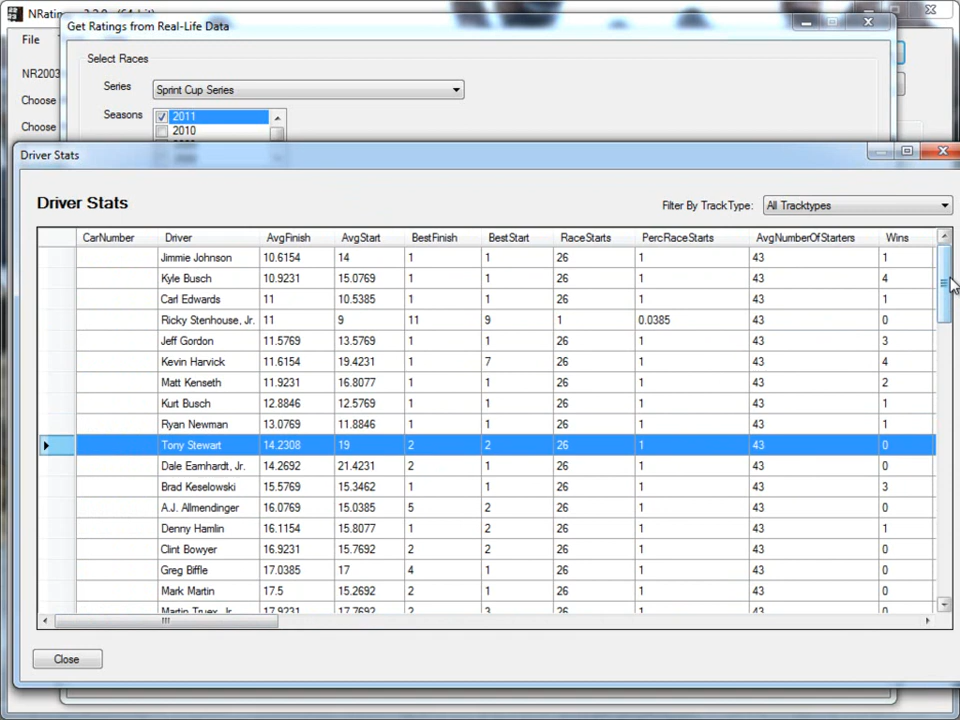 NRatin
Get Ratings from Real-Life Data
File
Select Races
NR2003
Series Sprint Cup Series
Choose
Seasons 2011
2010
Choose
Driver Stats
Driver Stats
Filter By TrackType: All Tracktypes
CarNumber Driver AvgFinish AvgStart BestFinish BestStart RaceStarts PercRaceStarts AvgNumberOfStarters Wins
Jimmie Johnson 10.6154 14 1 1 26 1 43 1
Kyle Busch 10.9231 15.0769 1 1 26 1 43 4
Carl Edwards 11 10.5385 1 1 26 1 43 1
Ricky Stenhouse, Jr. 11 9 11 9 1 0.0385 43 0
Jeff Gordon 11.5769 13.5769 1 1 26 1 43 3
Kevin Harvick 11.6154 19.4231 1 7 26 1 43 4
Matt Kenseth 11.9231 16.8077 1 1 26 1 43 2
Kurt Busch 12.8846 12.5769 1 1 26 1 43 1
Ryan Newman 13.0769 11.8846 1 1 26 1 43 1
Tony Stewart 14.2308 19 2 2 26 1 43 0
Dale Earnhardt, Jr. 14.2692 21.4231 2 1 26 1 43 0
Brad Keselowski 15.5769 15.3462 1 1 26 1 43 3
A.J. Allmendinger 16.0769 15.0385 5 2 26 1 43 0
Denny Hamlin 16.1154 15.8077 1 2 26 1 43 1
Clint Bowyer 16.9231 15.7692 2 2 26 1 43 0
Greg Biffle 17.0385 17 4 1 26 1 43 0
Mark Martin 17.5 15.2692 2 1 26 1 43 0
Martin Truex, Jr. 17.9231 17.7692 2 3 26 1 43 0
Close